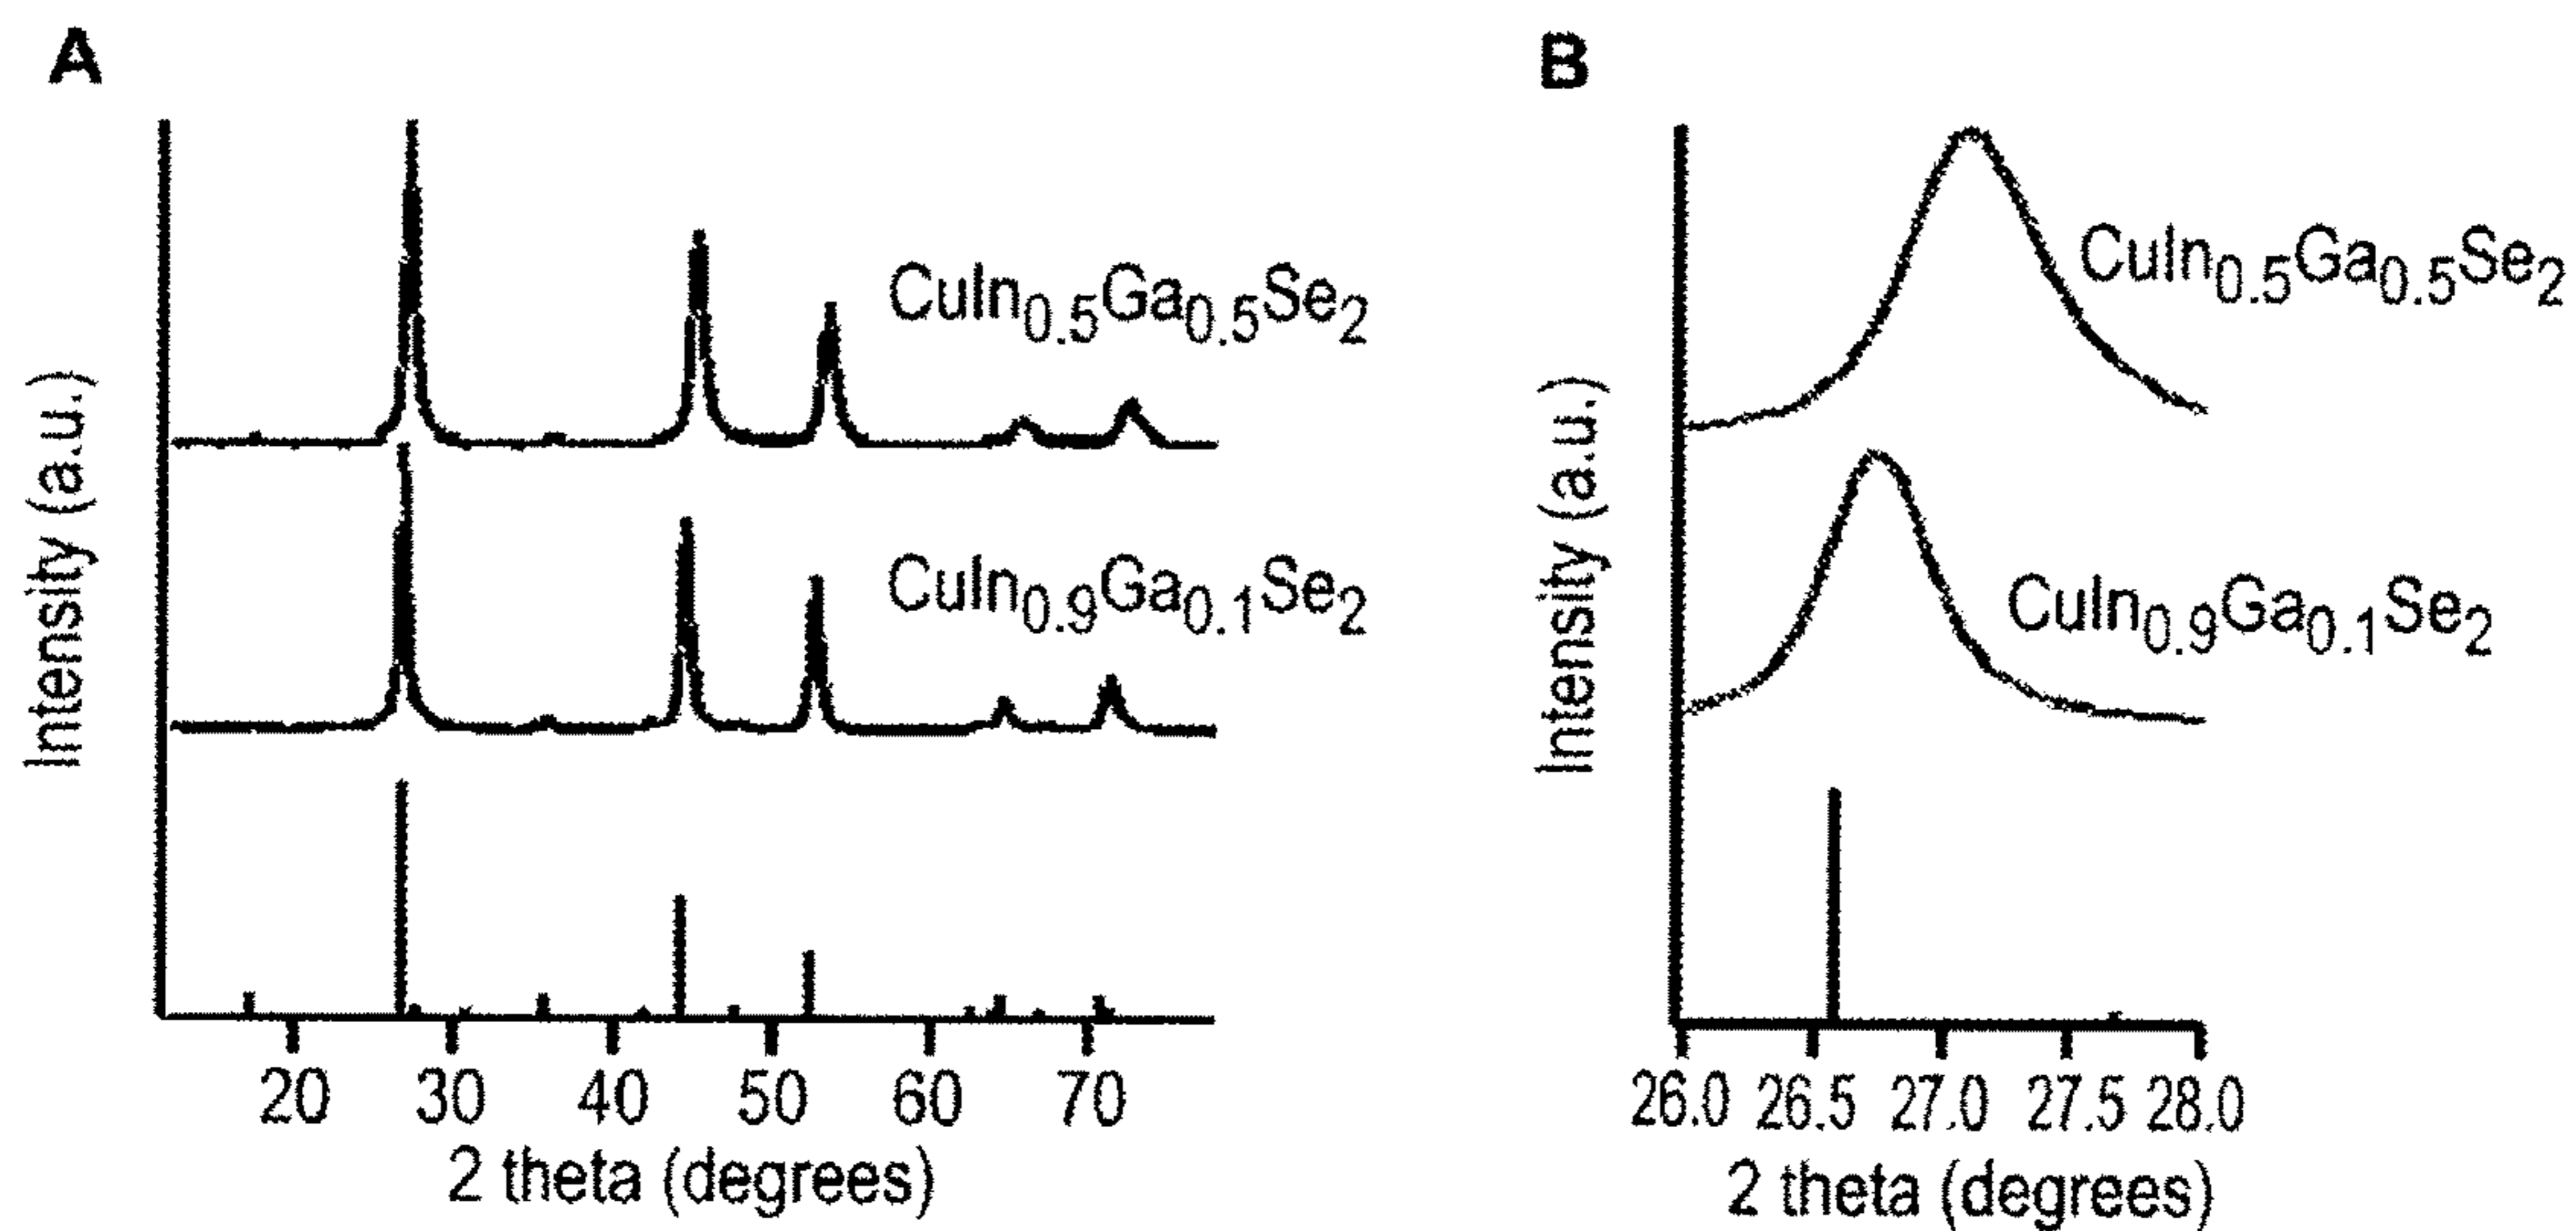 A
Intensity (a.u.)
CuIn0.5Ga0.5Se2
CuIn0.9Ga0.1Se2
20 30 40 50 60 70
2 theta (degrees)
B
Intensity (a.u.)
CuIn0.5Ga0.5Se2
CuIn0.9Ga0.1Se2
26.0 26.5 27.0 27.5 28.0
2 theta (degrees)